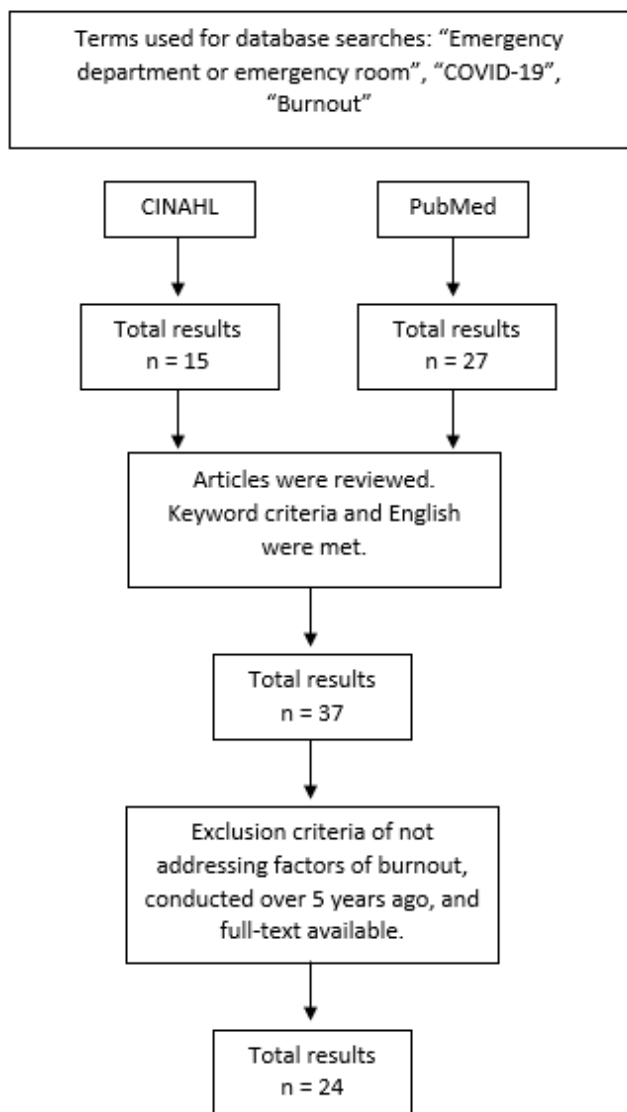 Terms used for database searches: “Emergency
department or emergency room”, “COVID-19”,
“Burnout”
CINAHL
PubMed
Total results
n = 15
Total results
n = 27
Articles were reviewed.
Keyword criteria and English
were met.
Total results
n = 37
Exclusion criteria of not
addressing factors of burnout,
conducted over 5 years ago, and
full-text available.
Total results
n = 24